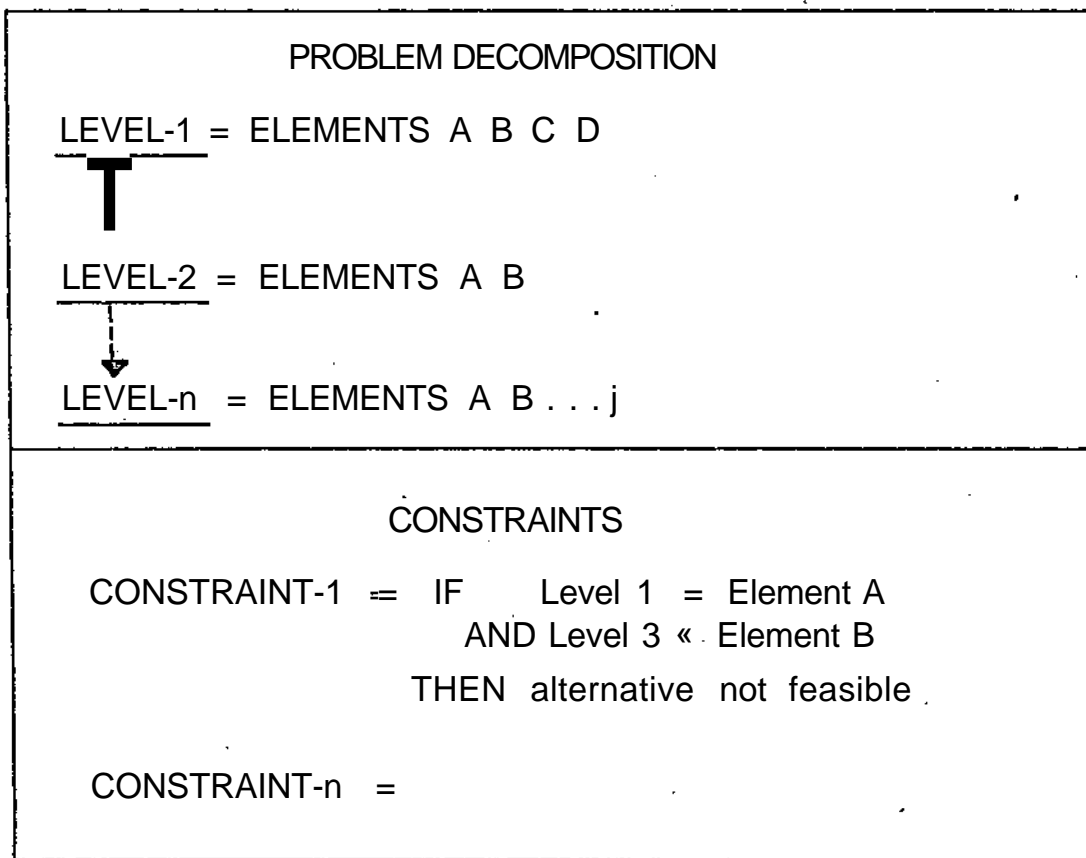 PROBLEM DECOMPOSITION
LEVEL-1 = ELEMENTS A B C D
LEVEL-2 = ELEMENTS A B
LEVEL-n = ELEMENTS A B . . . j
CONSTRAINTS
CONSTRAINT-1 = IF Level 1 = Element A
AND Level 3 « Element B
THEN alternative not feasible
CONSTRAINT-n =